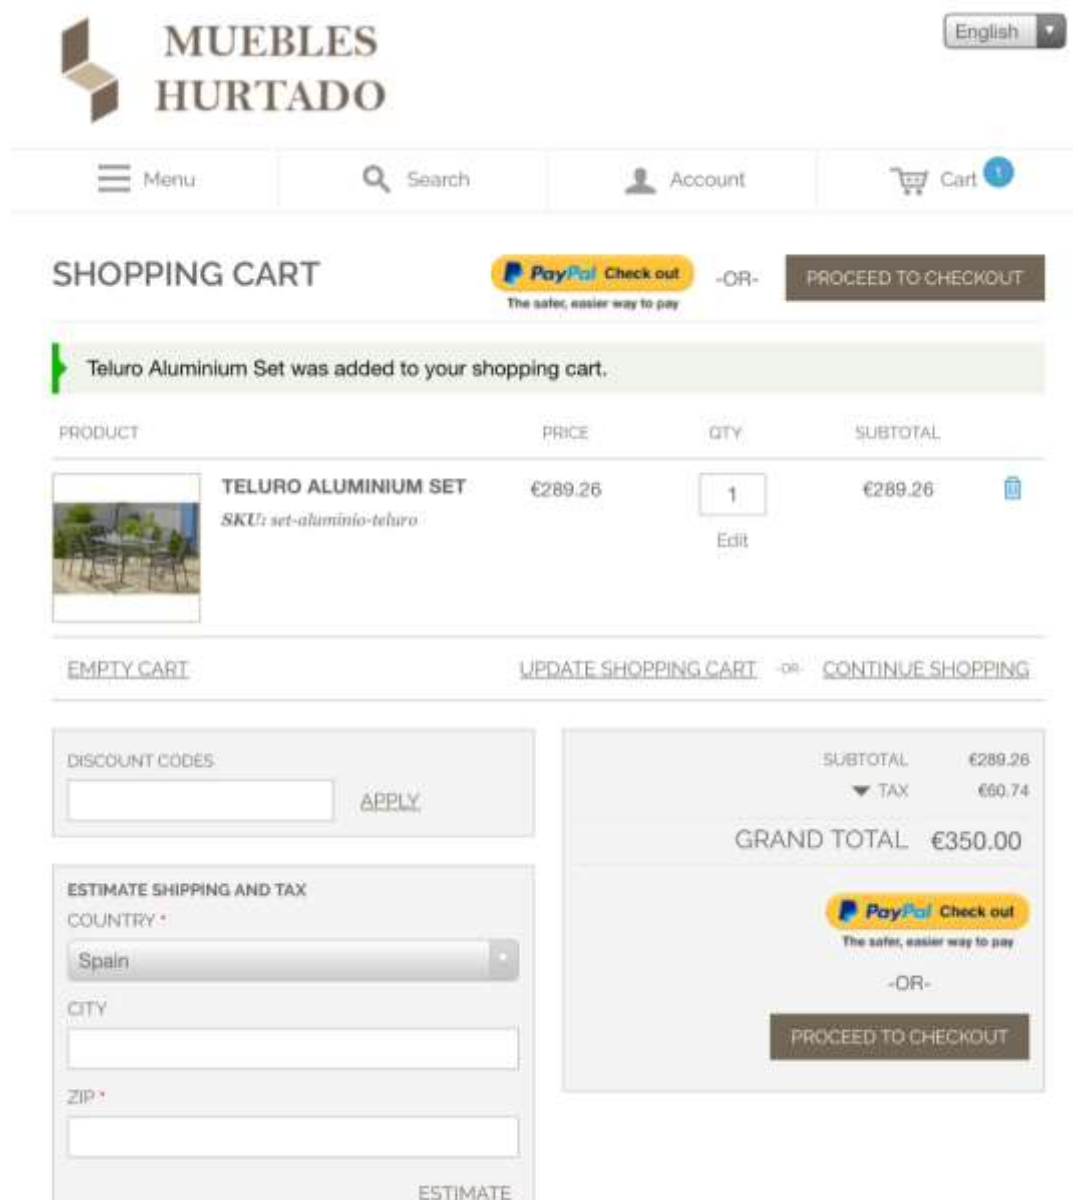 MUEBLES
HURTADO
English
Menu
Search
Account
Cart 1
SHOPPING CART
PayPal Check out
The safer, easier way to pay
-OR-
PROCEED TO CHECKOUT
Teluro Aluminium Set was added to your shopping cart.
PRODUCT PRICE QTY SUBTOTAL
TELURO ALUMINIUM SET €289.26 1 €289.26
SKU: set-aluminio-teluro
Edit
EMPTY CART UPDATE SHOPPING CART -OR- CONTINUE SHOPPING
DISCOUNT CODES
APPLY
ESTIMATE SHIPPING AND TAX
COUNTRY *
Spain
CITY
ZIP *
ESTIMATE
SUBTOTAL €289.26
TAX €60.74
GRAND TOTAL €350.00
PayPal Check out
The safer, easier way to pay
-OR-
PROCEED TO CHECKOUT